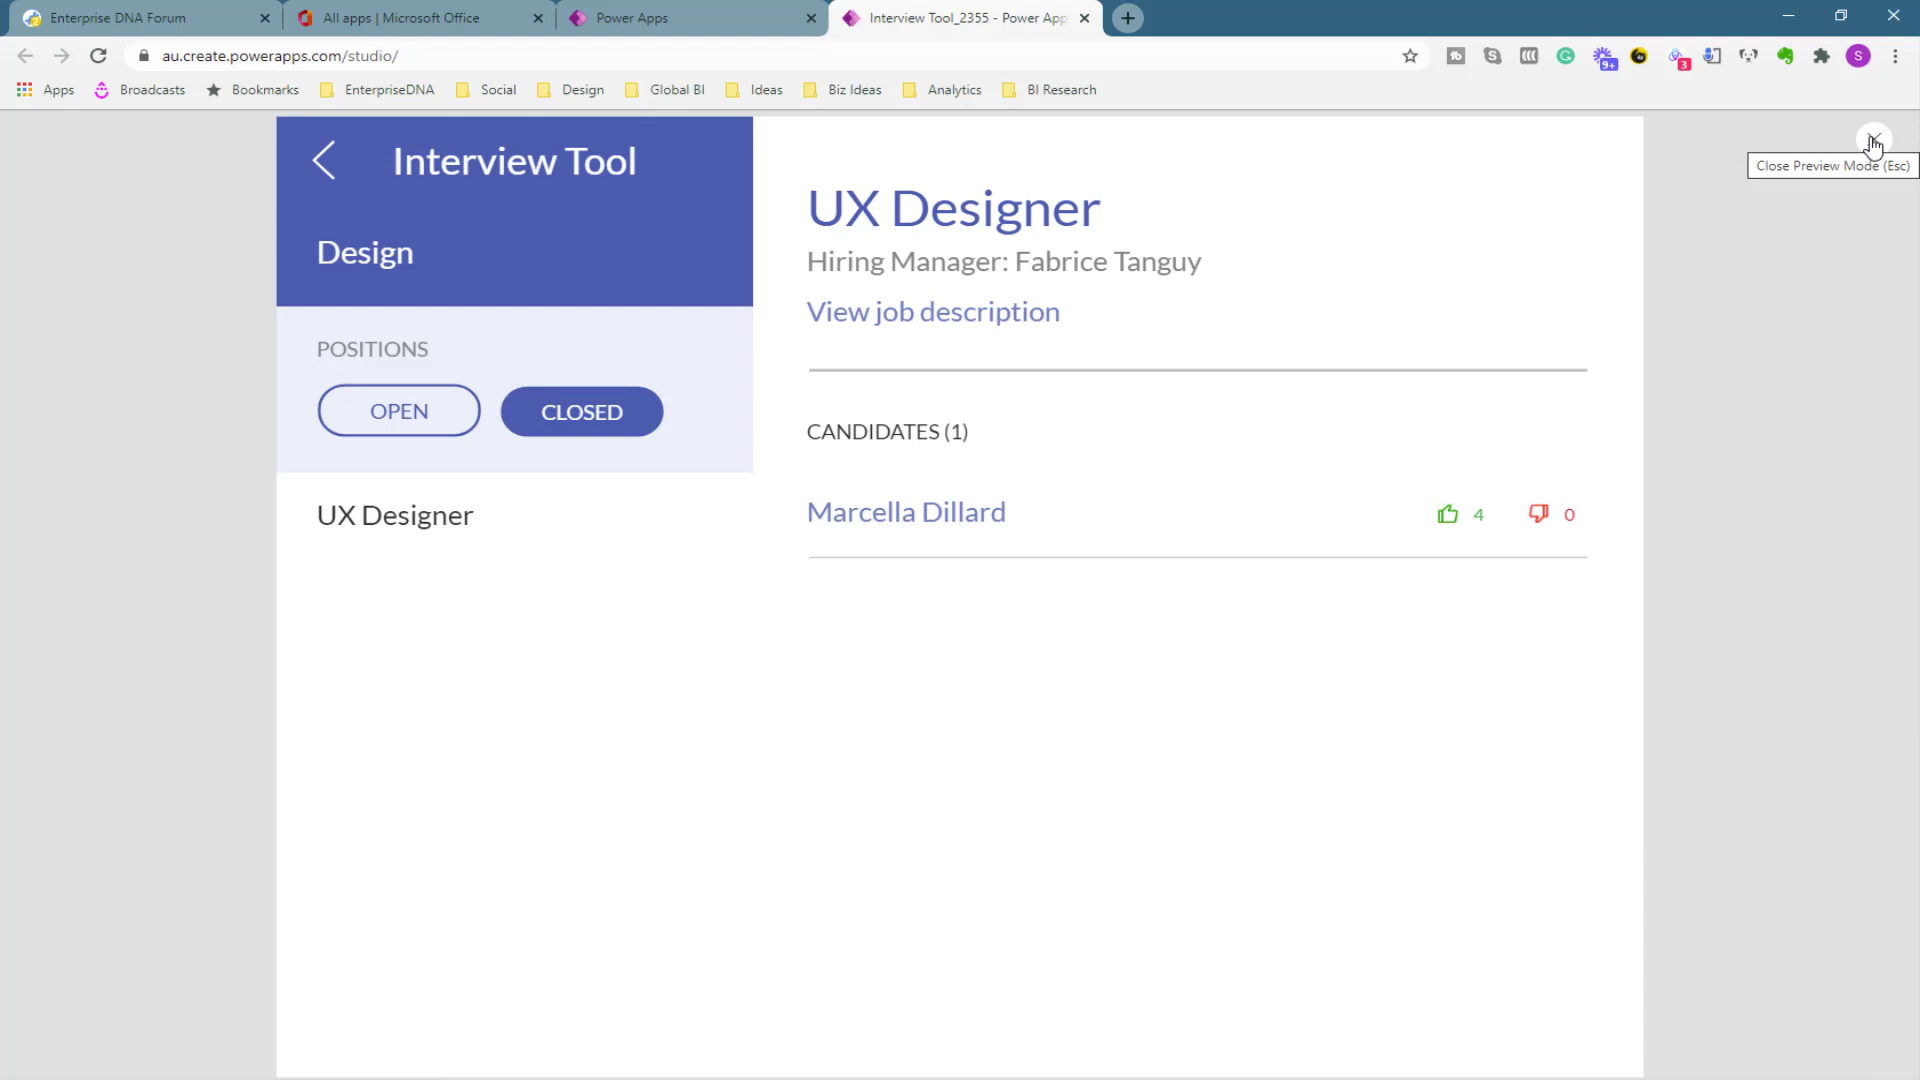 Enterprise DNA Forum
All apps | Microsoft Office
Power Apps
Interview Tool_2355 - Power App
au.create.powerapps.com/studio/
9+
3
S
Apps
Broadcasts
Bookmarks
EnterpriseDNA
Social
Design
Global BI
Ideas
Biz Ideas
Analytics
BI Research
Close Preview Mode (Esc)
Interview Tool
Design
POSITIONS
OPEN
CLOSED
UX Designer
UX Designer
Hiring Manager: Fabrice Tanguy
View job description
CANDIDATES (1)
Marcella Dillard
4
0